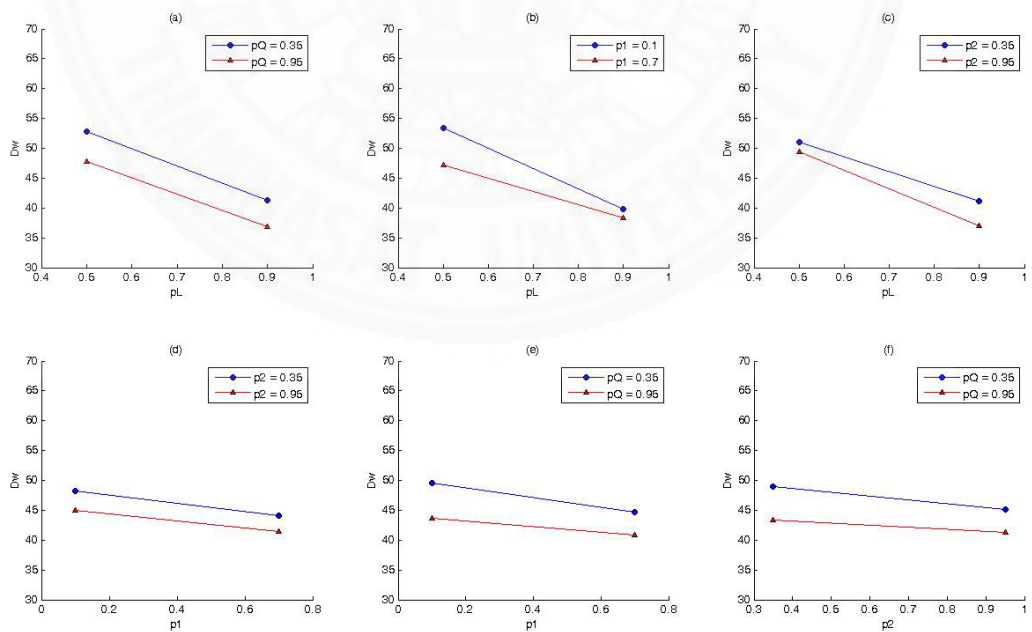 (a)
70
65
60
55
50
45
40
35
30
Dw
pQ = 0.35
pQ = 0.95
0.4 0.5 0.6 0.7 0.8 0.9 1
pL
(b)
70
65
60
55
50
45
40
35
30
Dw
p1 = 0.1
p1 = 0.7
0.4 0.5 0.6 0.7 0.8 0.9 1
pL
(c)
70
65
60
55
50
45
40
35
30
Dw
p2 = 0.35
p2 = 0.95
0.4 0.5 0.6 0.7 0.8 0.9 1
pL
(d)
70
65
60
55
50
45
40
35
30
Dw
p2 = 0.35
p2 = 0.95
0 0.2 0.4 0.6 0.8
p1
(e)
70
65
60
55
50
45
40
35
30
Dw
pQ = 0.35
pQ = 0.95
0 0.2 0.4 0.6 0.8
p1
(f)
70
65
60
55
50
45
40
35
30
Dw
pQ = 0.35
pQ = 0.95
0.3 0.4 0.5 0.6 0.7 0.8 0.9 1
p2